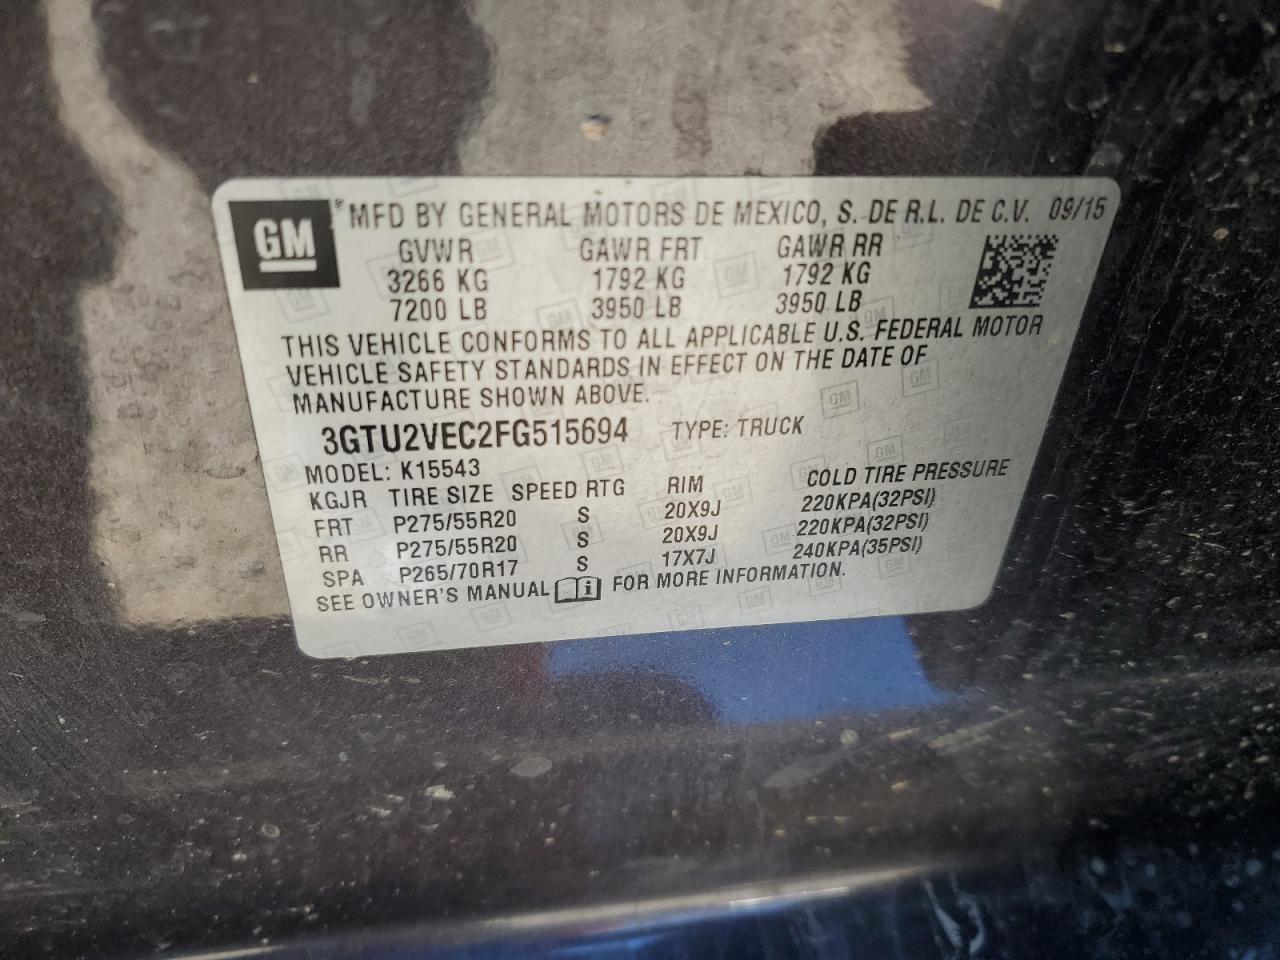 GM
® MFD BY GENERAL MOTORS DE MEXICO, S. DE R.L. DE C.V. 09/15
GVWR GAWR FRT GAWR RR
3266 KG 1792 KG 1792 KG
7200 LB 3950 LB 3950 LB
THIS VEHICLE CONFORMS TO ALL APPLICABLE U.S. FEDERAL MOTOR
VEHICLE SAFETY STANDARDS IN EFFECT ON THE DATE OF
MANUFACTURE SHOWN ABOVE.
3GTU2VEC2FG515694 TYPE: TRUCK
MODEL: K15543
KGJR TIRE SIZE SPEED RTG RIM COLD TIRE PRESSURE
FRT P275/55R20 S 20X9J 220KPA(32PSI)
RR P275/55R20 S 20X9J 220KPA(32PSI)
SPA P265/70R17 S 17X7J 240KPA(35PSI)
SEE OWNER'S MANUAL FOR MORE INFORMATION.